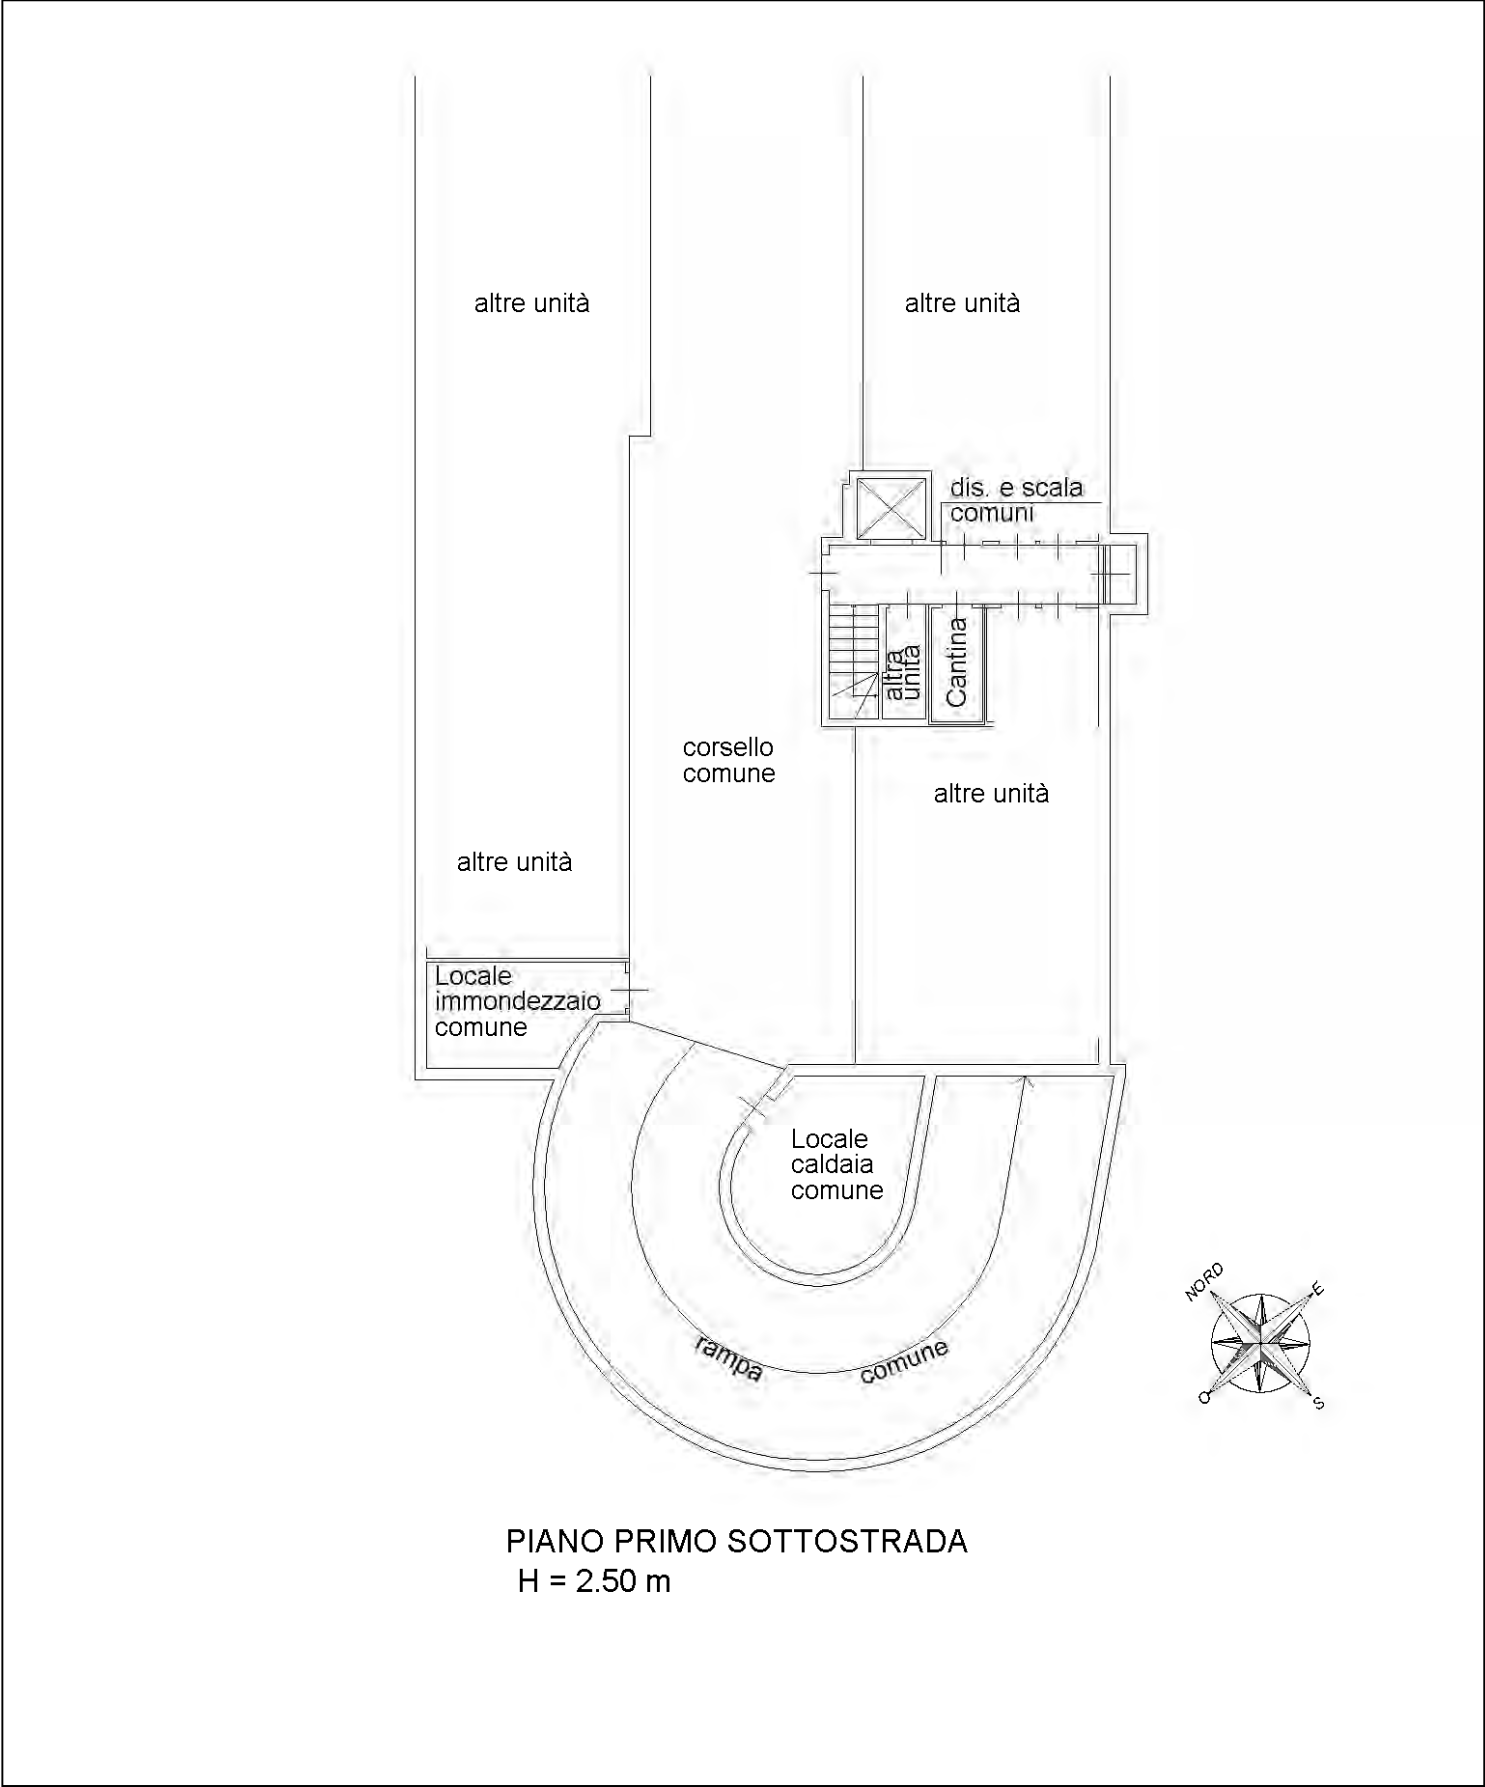 altre unità
altre unità
dis. e scala
comuni
altra
unità
Cantina
corsello
comune
altre unità
altre unità
Locale
immondezzaio
comune
Locale
caldaia
comune
rampa
comune
NORD
E
O
S
PIANO PRIMO SOTTOSTRADA
H = 2.50 m